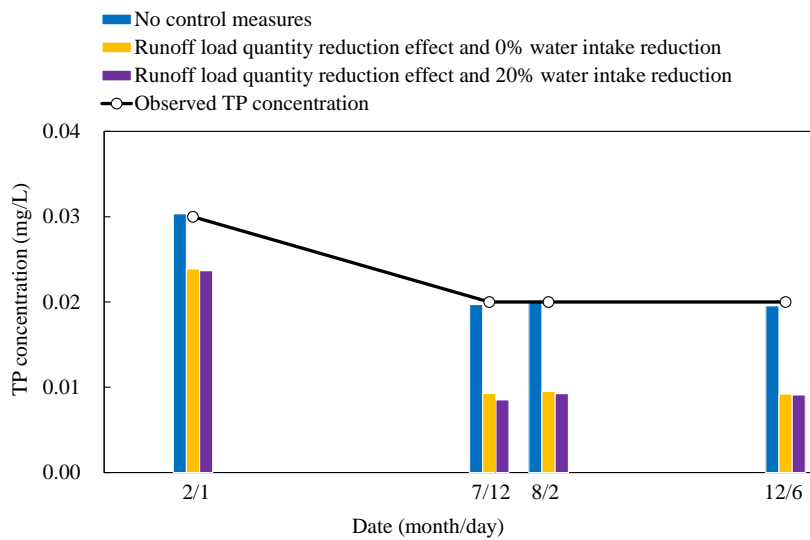 No control measures
Runoff load quantity reduction effect and 0% water intake reduction
Runoff load quantity reduction effect and 20% water intake reduction
Observed TP concentration
0.04
0.03
0.02
0.01
0.00
TP concentration (mg/L)
2/1 7/12 8/2 12/6
Date (month/day)